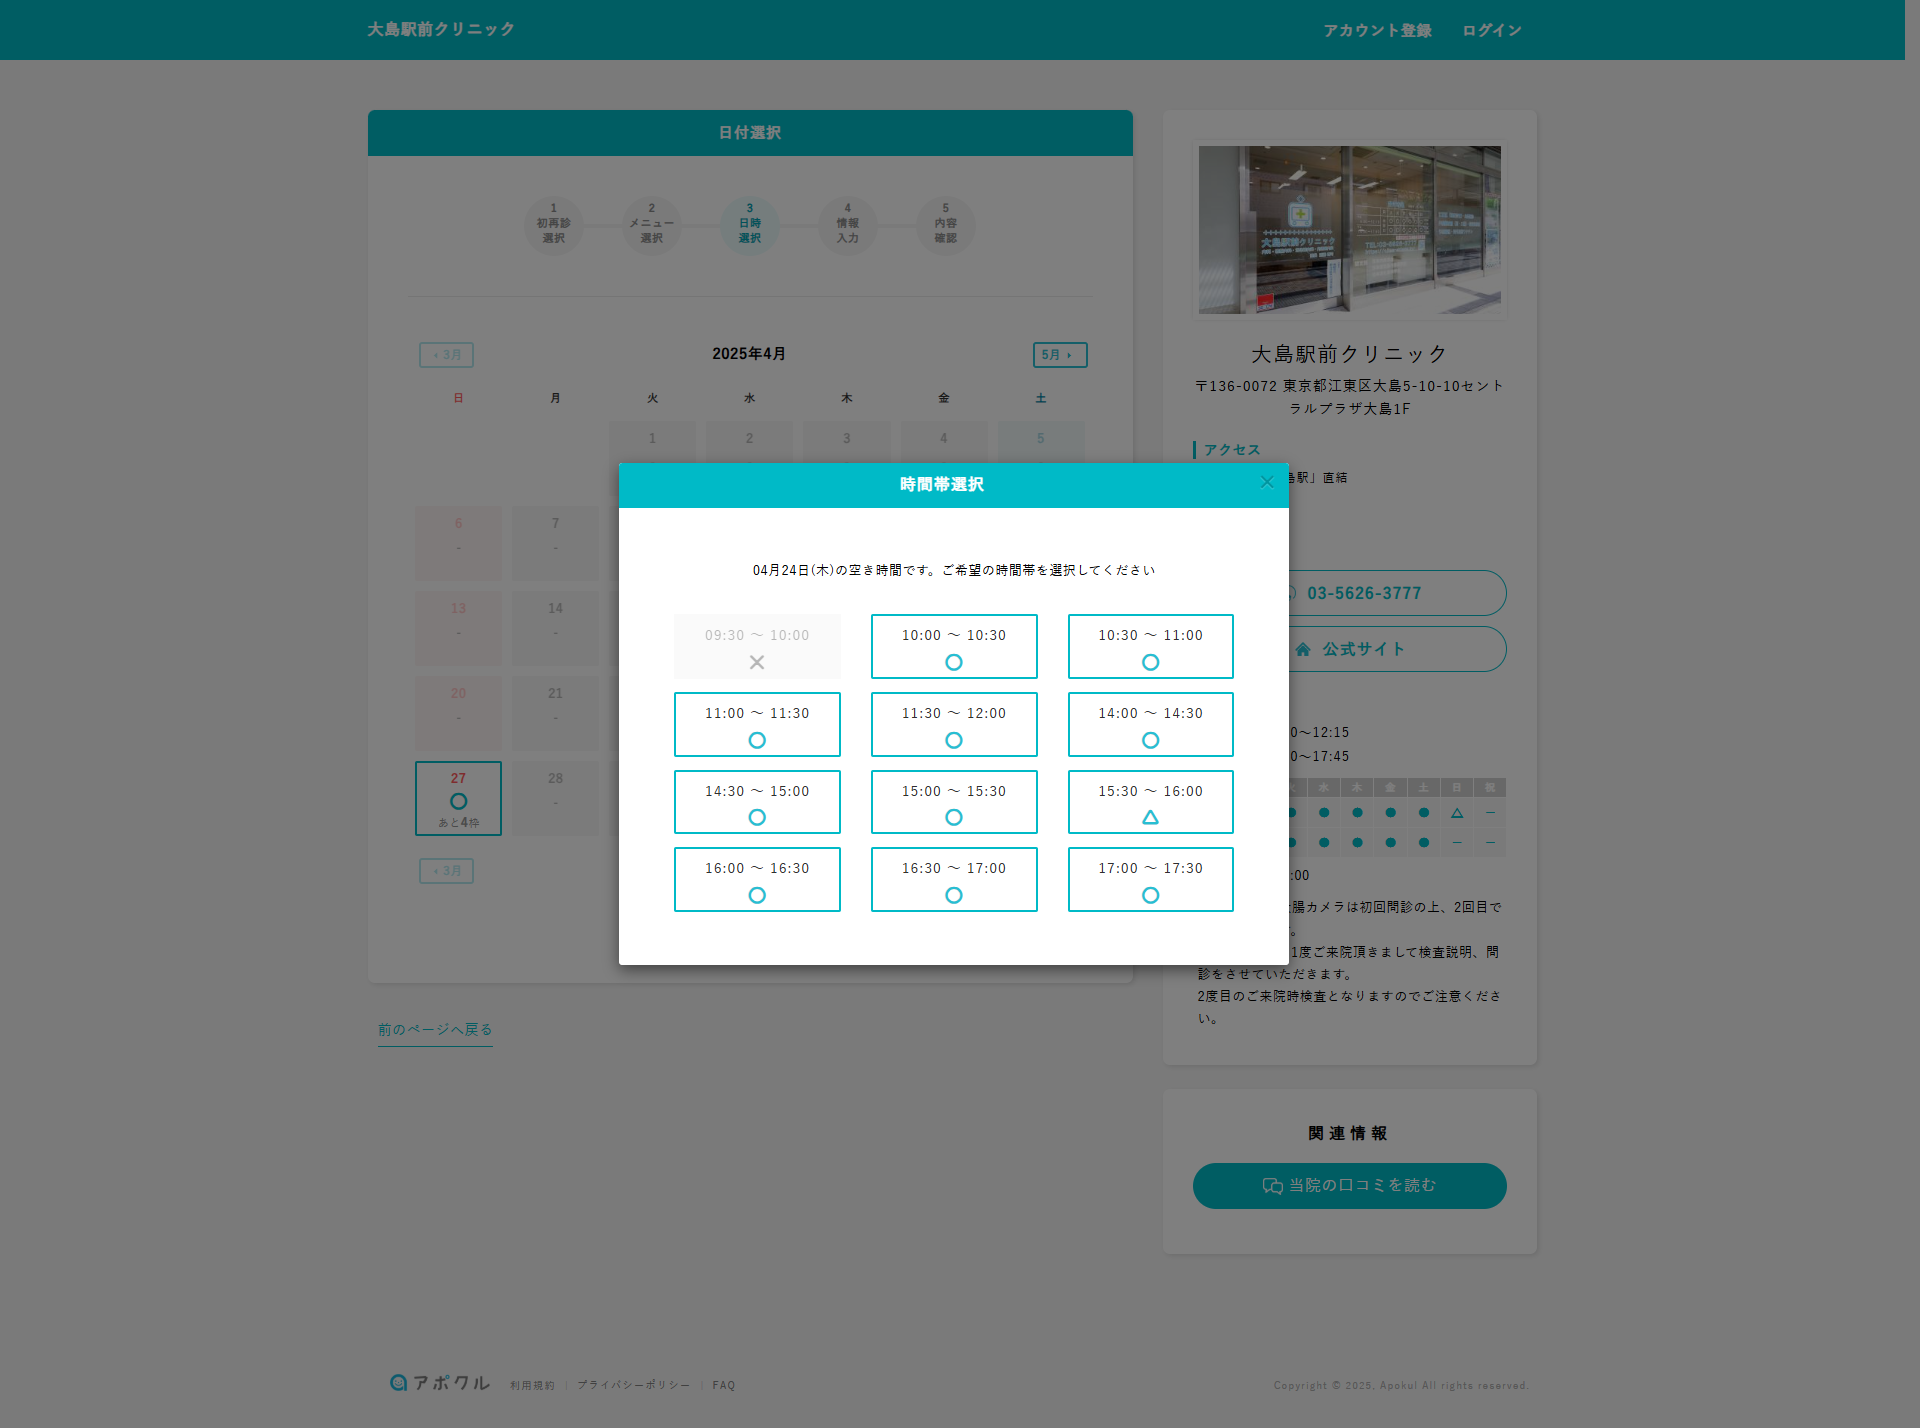 大島駅前クリニック
アカウント登録 ログイン
日付選択
1 初再診 選択
2 メニュー 選択
3 日時 選択
4 情報 入力
5 内容 確認
3月 2025年4月 5月
日 月 火 水 木 金 土
1 2 3 4 5
6 7
- -
13 14
- -
20 21
- -
27 28
あと4枠 -
3月
前のページへ戻る
時間帯選択
04月24日(木)の空き時間です。ご希望の時間帯を選択してください
09:30 〜 10:00
10:00 〜 10:30
10:30 〜 11:00
11:00 〜 11:30
11:30 〜 12:00
14:00 〜 14:30
14:30 〜 15:00
15:00 〜 15:30
15:30 〜 16:00
16:00 〜 16:30
16:30 〜 17:00
17:00 〜 17:30
大島駅前クリニック
大島駅前クリニック
〒136-0072 東京都江東区大島5-10-10セント
ラルプラザ大島1F
アクセス
島駅」直結
03-5626-3777
公式サイト
0〜12:15
0〜17:45
水 木 金 土 日 祝
● ● ● ● ● △ −
● ● ● ● ● − −
:00
腸カメラは初回問診の上、2回目で
。
1度ご来院頂きまして検査説明、問
診をさせていただきます。
2度目のご来院時検査となりますのでご注意くださ
い。
関連情報
当院の口コミを読む
アポクル 利用規約 | プライバシーポリシー | FAQ
Copyright © 2025, Apokul All rights reserved.